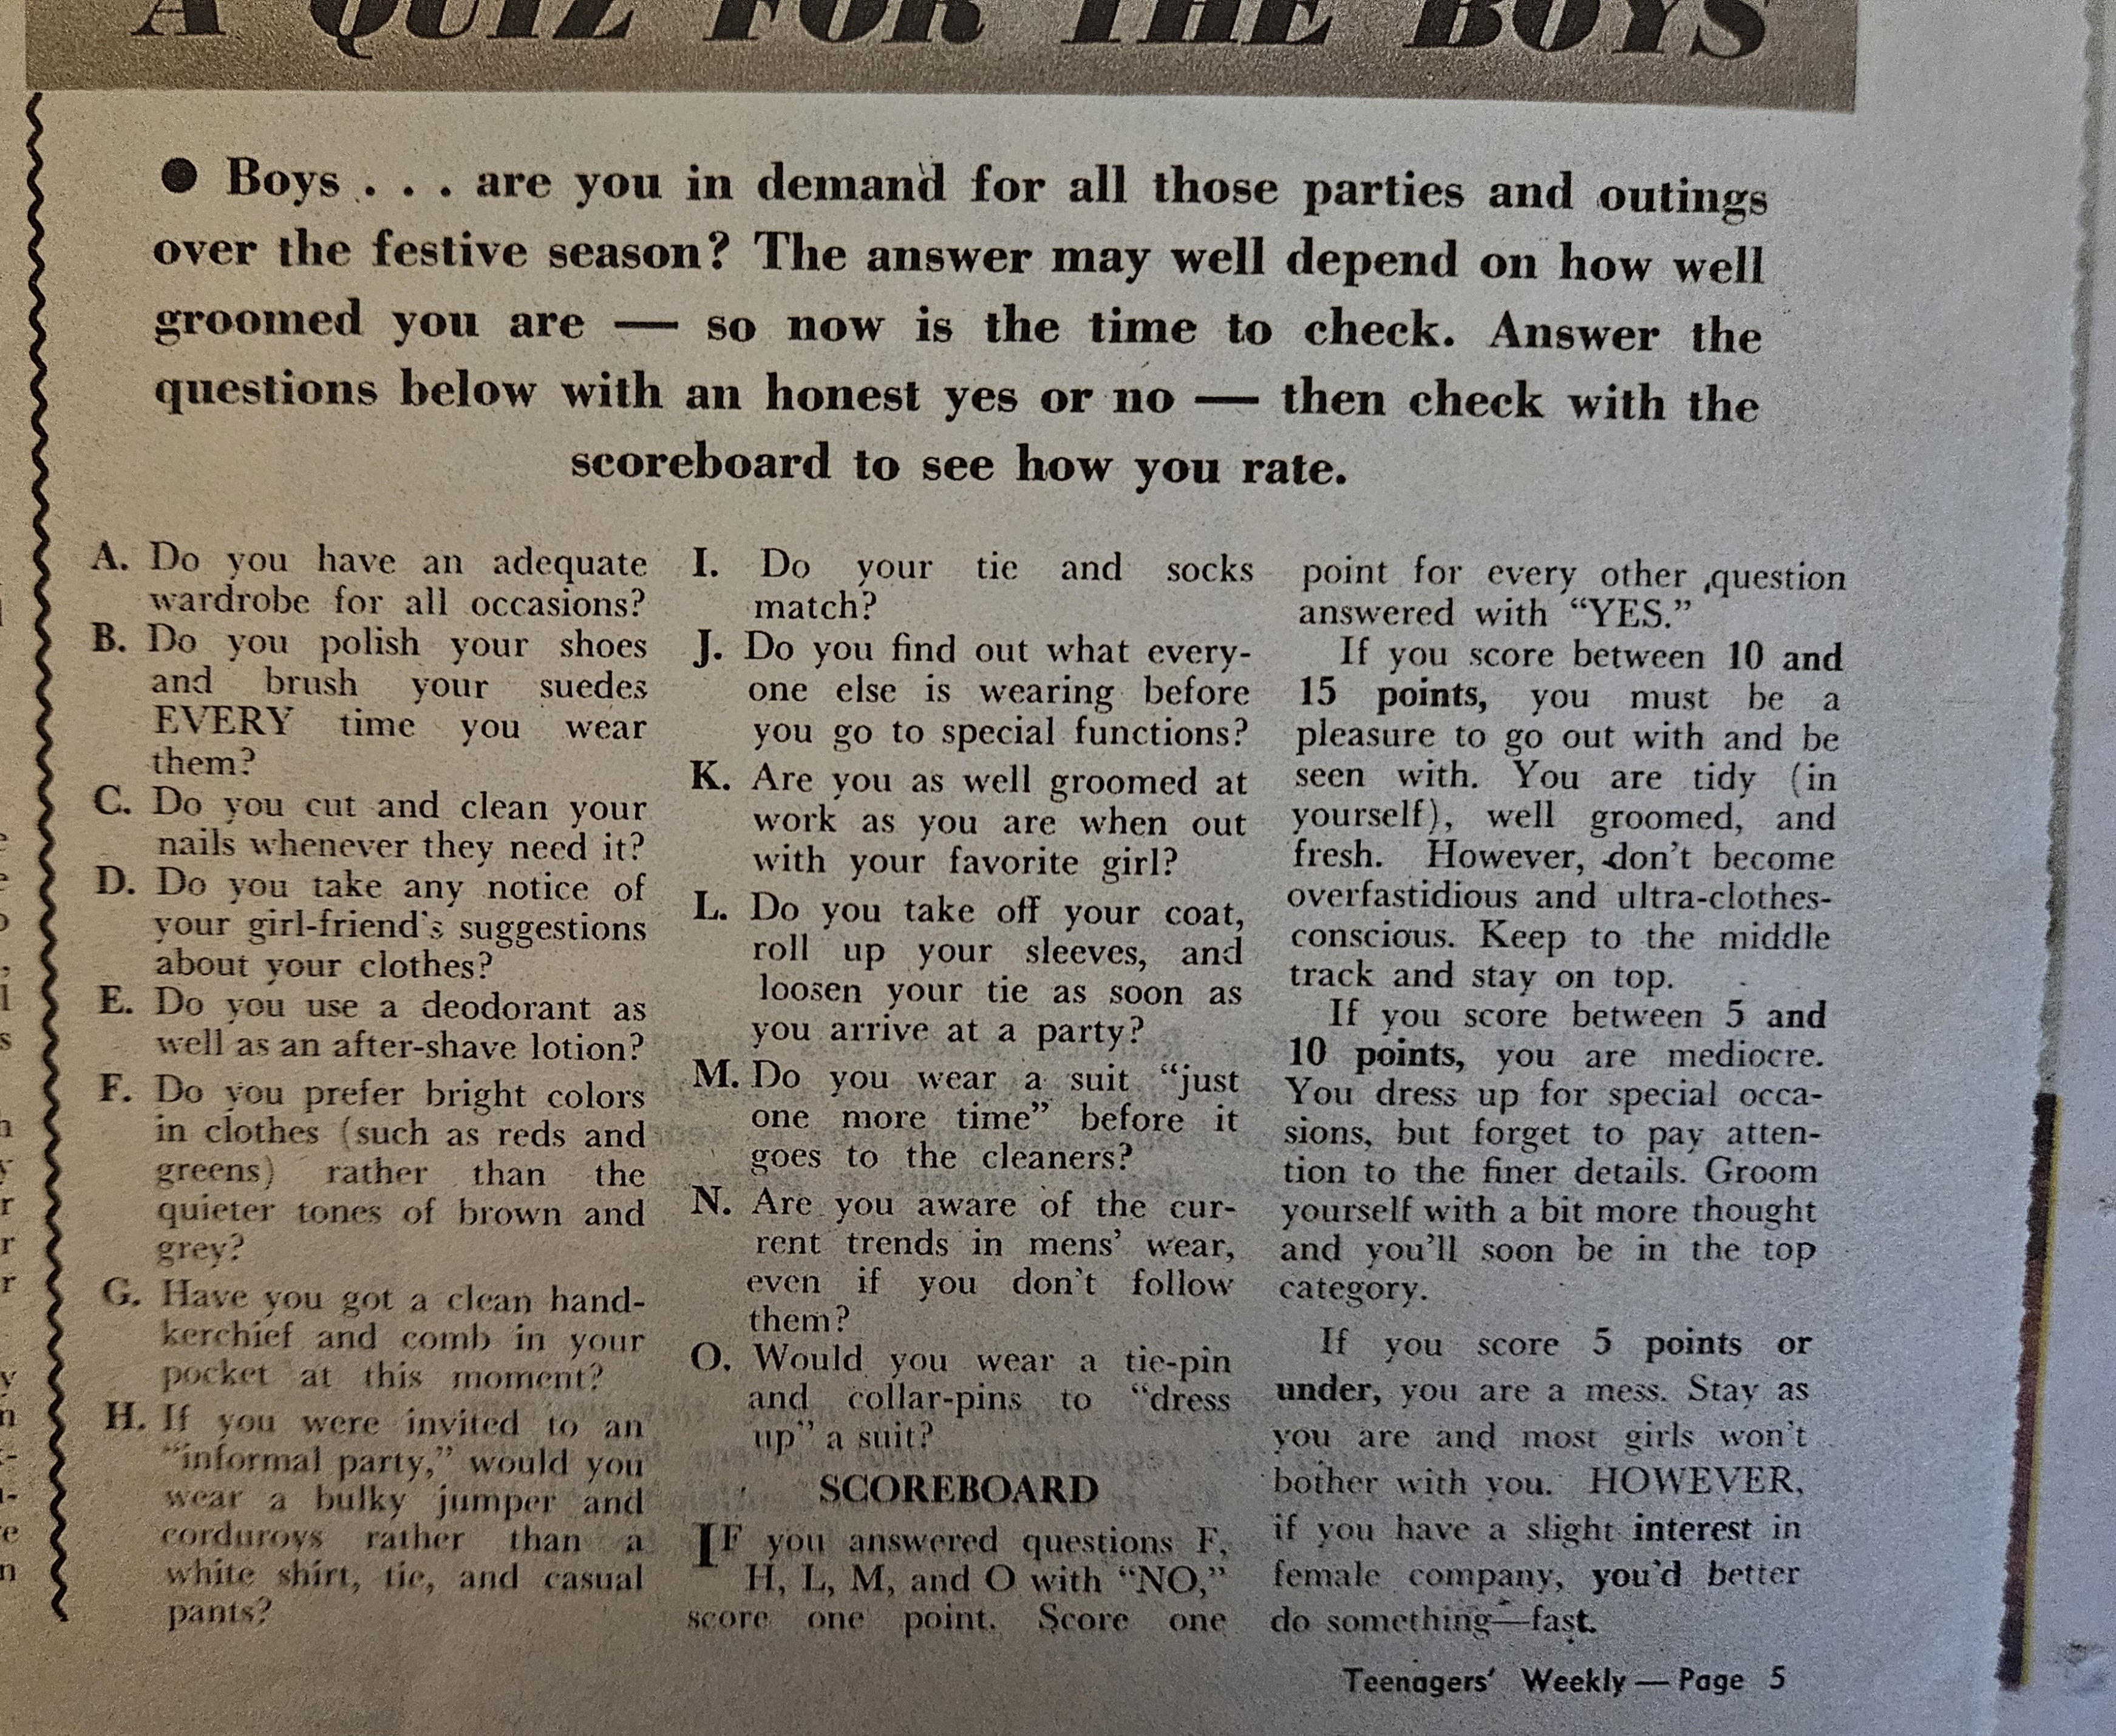 A QUIZ FOR THE BOYS
● Boys . . . are you in demand for all those parties and outings
over the festive season? The answer may well depend on how well
groomed you are — so now is the time to check. Answer the
questions below with an honest yes or no — then check with the
scoreboard to see how you rate.
A. Do you have an adequate
wardrobe for all occasions?
B. Do you polish your shoes
and brush your suedes
EVERY time you wear
them?
C. Do you cut and clean your
nails whenever they need it?
D. Do you take any notice of
your girl-friend's suggestions
about your clothes?
E. Do you use a deodorant as
well as an after-shave lotion?
F. Do you prefer bright colors
in clothes (such as reds and
greens) rather than the
quieter tones of brown and
grey?
G. Have you got a clean hand-
kerchief and comb in your
pocket at this moment?
H. If you were invited to an
"informal party," would you
wear a bulky jumper and
corduroys rather than a
white shirt, tie, and casual
pants?
I. Do your tie and socks
match?
J. Do you find out what every-
one else is wearing before
you go to special functions?
K. Are you as well groomed at
work as you are when out
with your favorite girl?
L. Do you take off your coat,
roll up your sleeves, and
loosen your tie as soon as
you arrive at a party?
M. Do you wear a suit "just
one more time" before it
goes to the cleaners?
N. Are you aware of the cur-
rent trends in mens' wear,
even if you don't follow
them?
O. Would you wear a tie-pin
and collar-pins to "dress
up" a suit?
SCOREBOARD
IF you answered questions F,
H, L, M, and O with "NO,"
score one point. Score one
point for every other question
answered with "YES."
If you score between 10 and
15 points, you must be a
pleasure to go out with and be
seen with. You are tidy (in
yourself), well groomed, and
fresh. However, don't become
overfastidious and ultra-clothes-
conscious. Keep to the middle
track and stay on top.
If you score between 5 and
10 points, you are mediocre.
You dress up for special occa-
sions, but forget to pay atten-
tion to the finer details. Groom
yourself with a bit more thought
and you'll soon be in the top
category.
If you score 5 points or
under, you are a mess. Stay as
you are and most girls won't
bother with you. HOWEVER,
if you have a slight interest in
female company, you'd better
do something—fast.
Teenagers' Weekly — Page 5